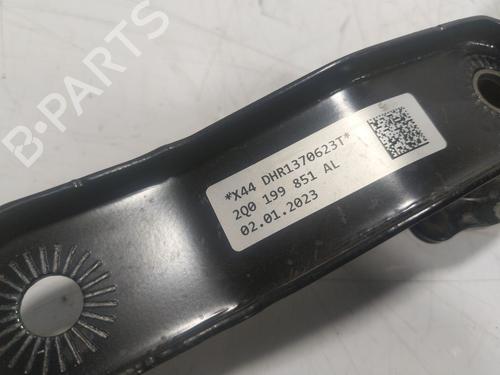 B-PARTS
*X44 DHR1370623T*
2Q0 199 851 AL
02.01.2023